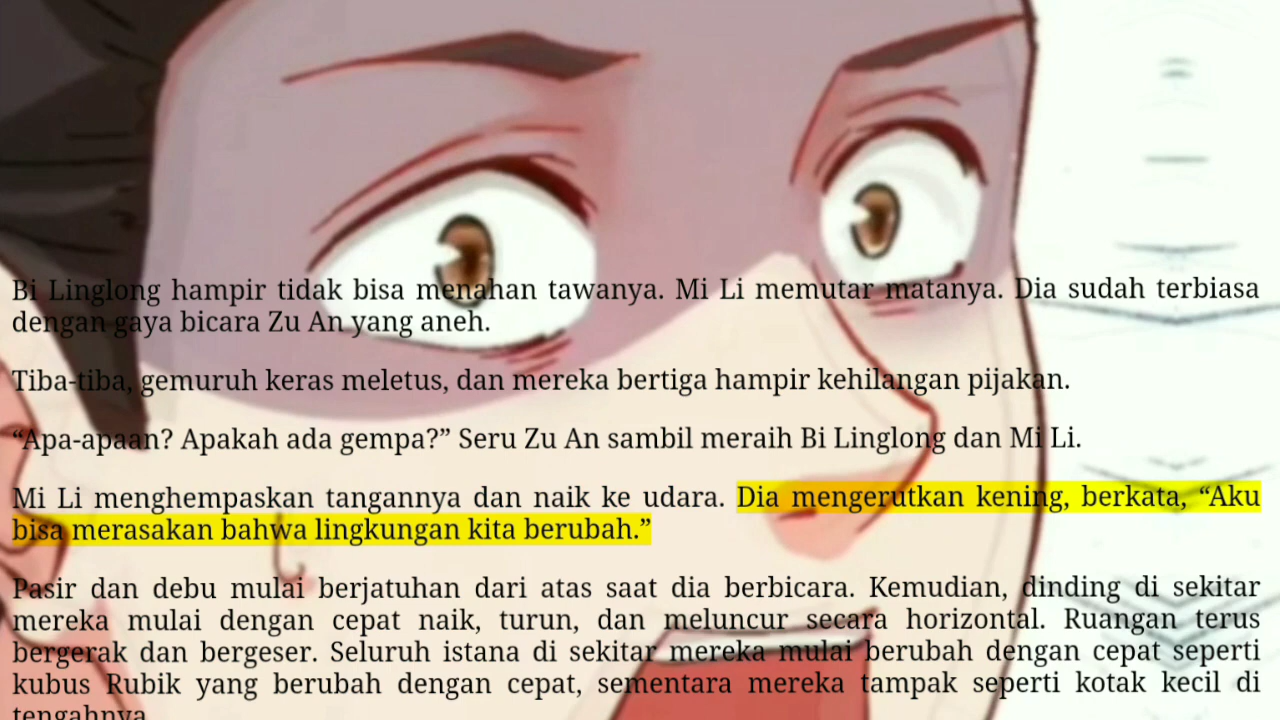 Bi Linglong hampir tidak bisa menahan tawanya. Mi Li memutar matanya. Dia sudah terbiasa
dengan gaya bicara Zu An yang aneh.
Tiba-tiba, gemuruh keras meletus, dan mereka bertiga hampir kehilangan pijakan.
“Apa-apaan? Apakah ada gempa?” Seru Zu An sambil meraih Bi Linglong dan Mi Li.
Mi Li menghempaskan tangannya dan naik ke udara. Dia mengerutkan kening, berkata, “Aku
bisa merasakan bahwa lingkungan kita berubah.”
Pasir dan debu mulai berjatuhan dari atas saat dia berbicara. Kemudian, dinding di sekitar
mereka mulai dengan cepat naik, turun, dan meluncur secara horizontal. Ruangan terus
bergerak dan bergeser. Seluruh istana di sekitar mereka mulai berubah dengan cepat seperti
kubus Rubik yang berubah dengan cepat, sementara mereka tampak seperti kotak kecil di
tengahnya.